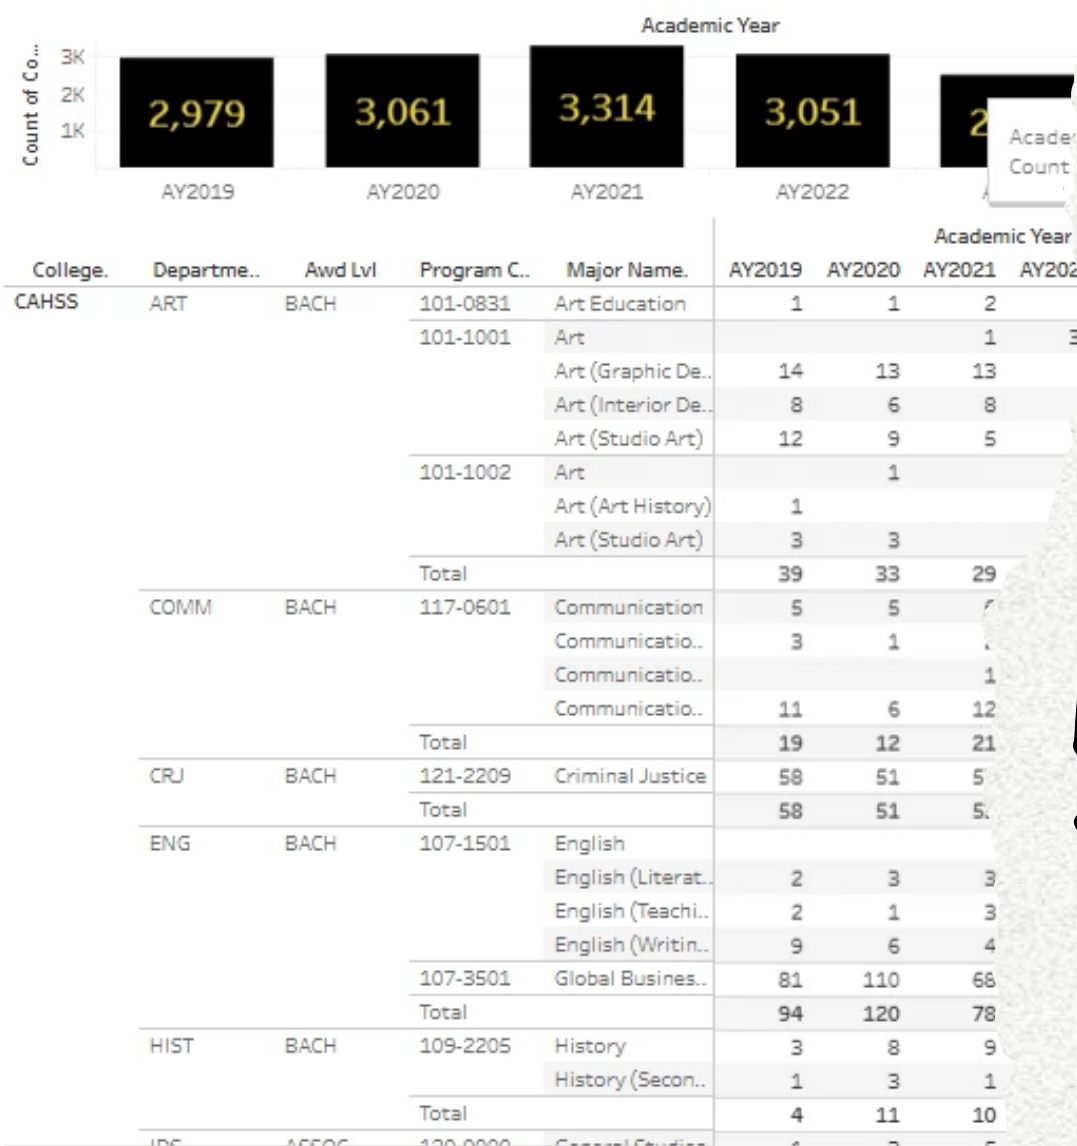 Academic Year
Count of Co...
3K
2K
1K
2,979 3,061 3,314 3,051
Count
AY2019 AY2020 AY2021 AY2022
Academic Year
College. Departme.. Awd Lvl Program C.. Major Name. AY2019 AY2020 AY2021
CAHSS ART BACH 101-0831 Art Education 1 1 2
101-1001 Art 1
Art (Graphic De.. 14 13 13
Art (Interior De.. 8 6 8
Art (Studio Art) 12 9 5
101-1002 Art 1
Art (Art History) 1
Art (Studio Art) 3 3
Total 39 33 29
COMM BACH 117-0601 Communication 5 5
Communicatio.. 3 1
Communicatio.. 1
Communicatio.. 11 6 12
Total 19 12 21
CRJ BACH 121-2209 Criminal Justice 58 51
Total 58 51
ENG BACH 107-1501 English
English (Literat.. 2 3 3
English (Teachi.. 2 1 3
English (Writin.. 9 6 4
107-3501 Global Busines.. 81 110 68
Total 94 120 78
HIST BACH 109-2205 History 3 8 9
History (Secon.. 1 3 1
Total 4 11 10